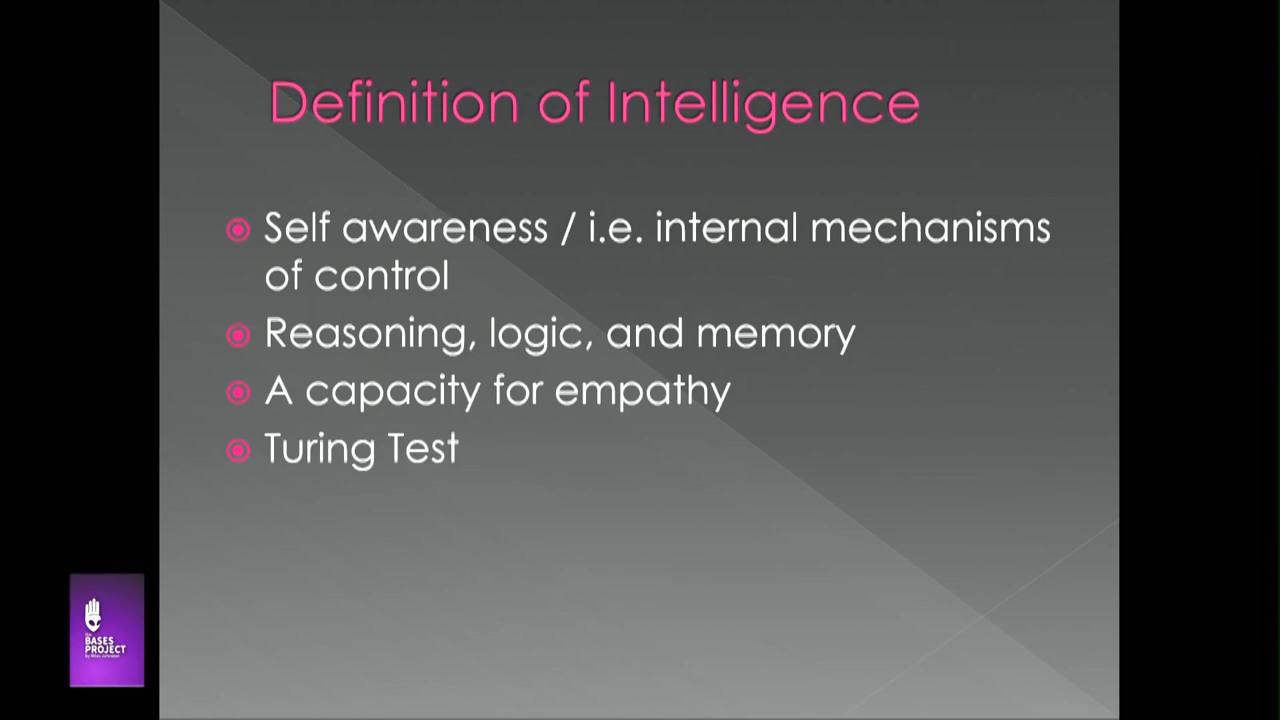 Definition of Intelligence
Self awareness / i.e. internal mechanisms
of control
Reasoning, logic, and memory
A capacity for empathy
Turing Test
the
BASES
PROJECT